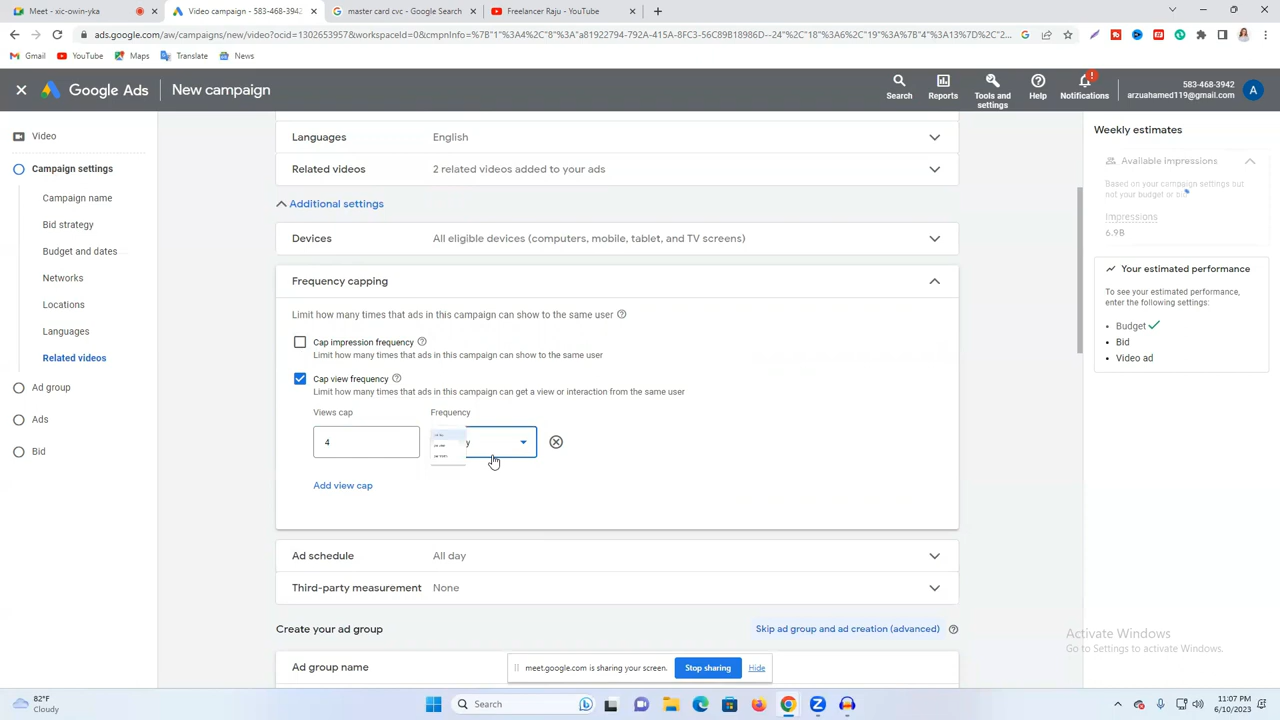 Meet - xic-owin-yka
Video campaign - 583-468-3942
master card cvc - Google Search
Freelancer Raju - YouTube
ads.google.com/aw/campaigns/new/video?ocid=1302653957&workspaceId=0&cmpnInfo=%7B"1"%3A4%2C"8"%3A"a81922794-792A-415A-8FC3-56C89B18986D--24"%2C"18"%3A6%2C"19"%3A%7B"4"%3A13%7D%2C"2...
Gmail
YouTube
Maps
Translate
News
Google Ads
New campaign
Search
Reports
Tools and settings
Help
Notifications
583-468-3942
arzuahamed119@gmail.com
A
Video
Campaign settings
Campaign name
Bid strategy
Budget and dates
Networks
Locations
Languages
Related videos
Ad group
Ads
Bid
Languages English
Related videos 2 related videos added to your ads
Additional settings
Devices All eligible devices (computers, mobile, tablet, and TV screens)
Frequency capping
Limit how many times that ads in this campaign can show to the same user
Cap impression frequency
Limit how many times that ads in this campaign can show to the same user
Cap view frequency
Limit how many times that ads in this campaign can get a view or interaction from the same user
Views cap Frequency
4
Add view cap
Ad schedule All day
Third-party measurement None
Create your ad group
Skip ad group and ad creation (advanced)
Ad group name
Weekly estimates
Available impressions
Based on your campaign settings but
not your budget or bid
Impressions
6.9B
Your estimated performance
To see your estimated performance,
enter the following settings:
• Budget
• Bid
• Video ad
Activate Windows
Go to Settings to activate Windows.
meet.google.com is sharing your screen.
Stop sharing
Hide
82°F
Cloudy
Search
11:07 PM
6/10/2023